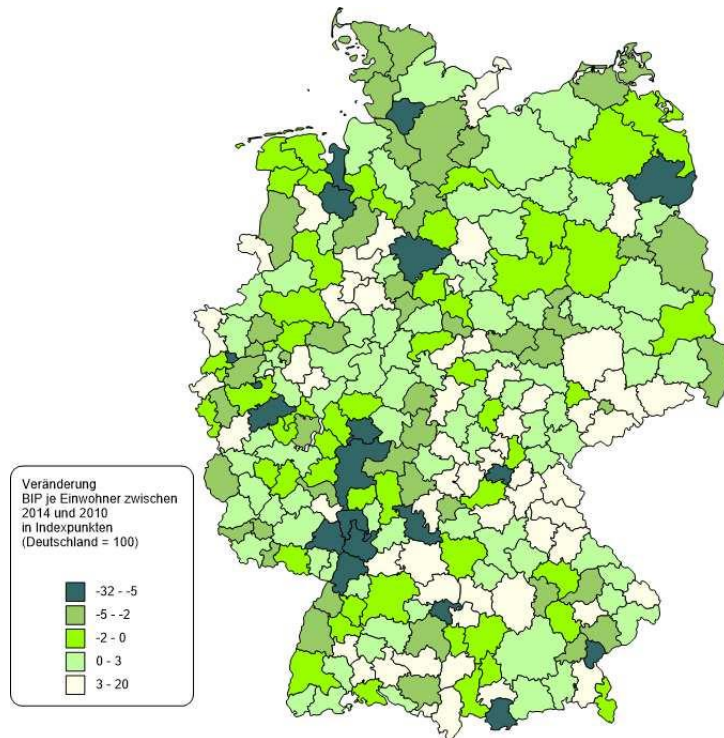 Veränderung
BIP je Einwohner zwischen
2014 und 2010
in Indexpunkten
(Deutschland = 100)
-32 - -5
-5 - -2
-2 - 0
0 - 3
3 - 20